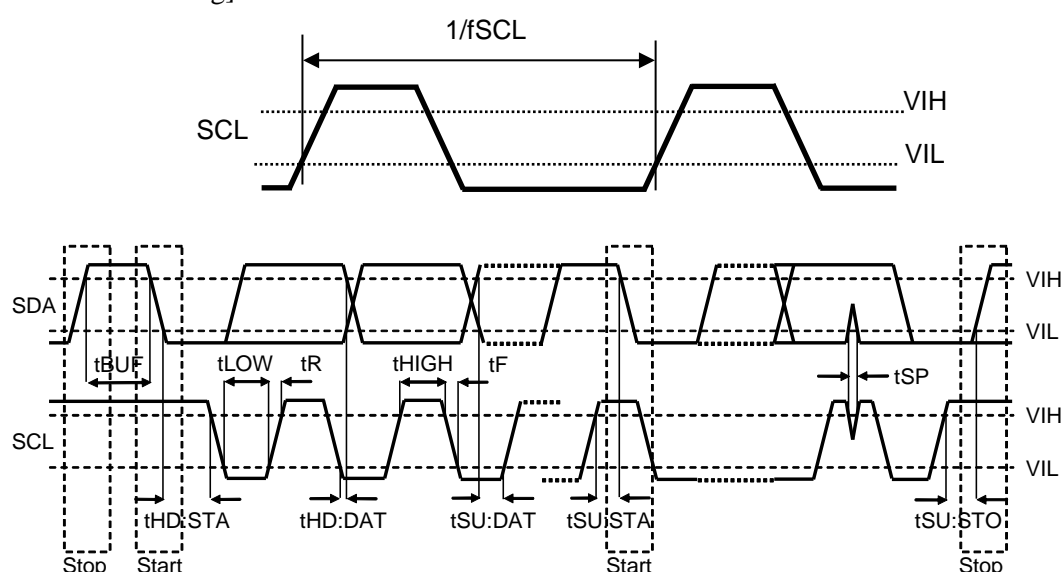 1/fSCL
VIH
SCL
VIL
VIH
SDA
VIL
tBUF
tLOW
tR
tHIGH
tF
tSP
VIH
SCL
VIL
tHD:STA
tHD:DAT
tSU:DAT
tSU:STA
tSU:STO
Stop
Start
Start
Stop